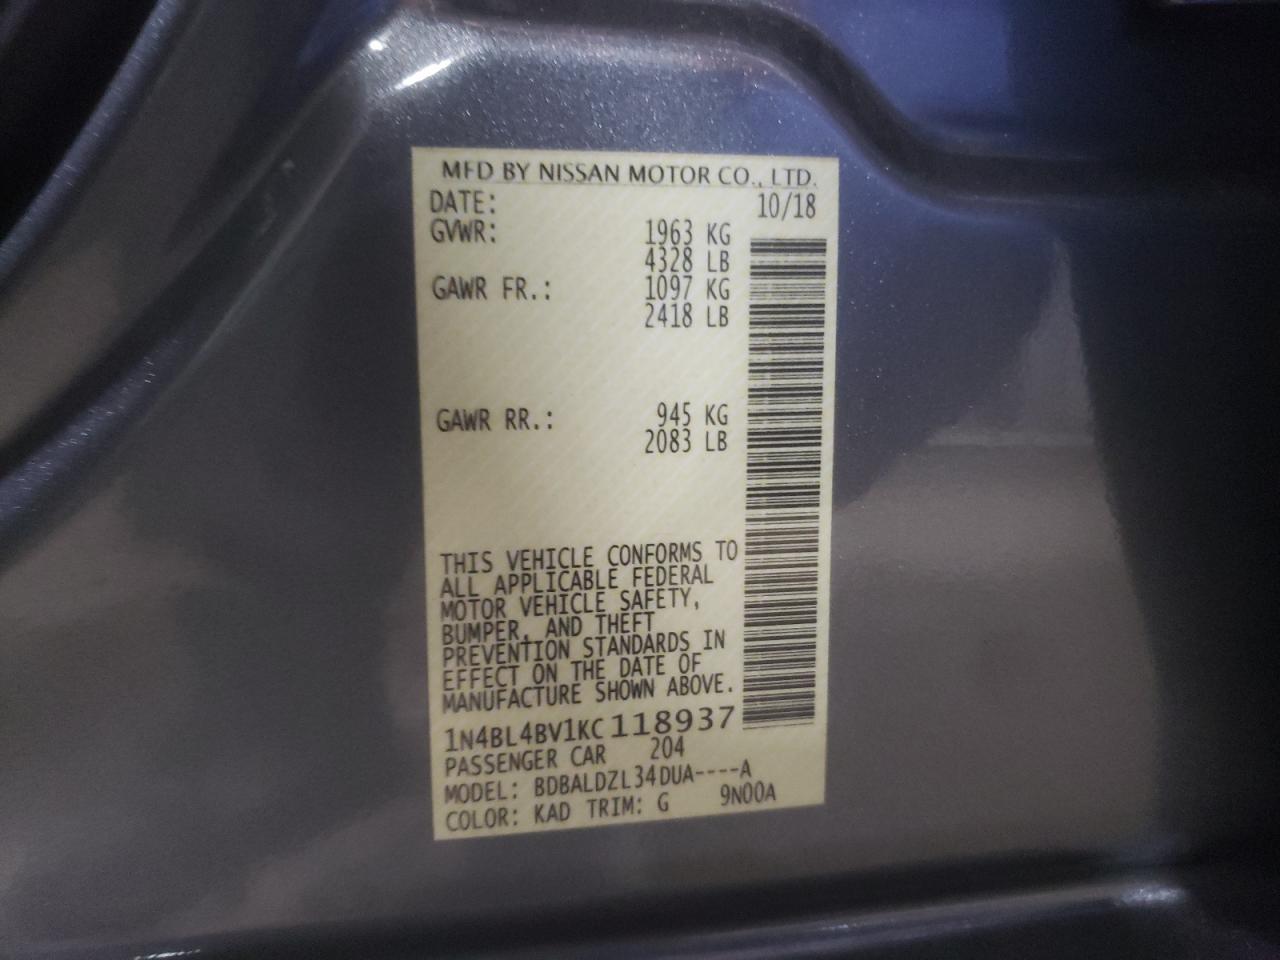 MFD BY NISSAN MOTOR CO., LTD.
DATE: 10/18
GVWR: 1963 KG
4328 LB
GAWR FR.: 1097 KG
2418 LB
GAWR RR.: 945 KG
2083 LB
THIS VEHICLE CONFORMS TO
ALL APPLICABLE FEDERAL
MOTOR VEHICLE SAFETY,
BUMPER, AND THEFT
PREVENTION STANDARDS IN
EFFECT ON THE DATE OF
MANUFACTURE SHOWN ABOVE.
1N4BL4BV1KC118937
PASSENGER CAR 204
MODEL: BDBALDZL34DUA----A
COLOR: KAD TRIM: G 9N00A